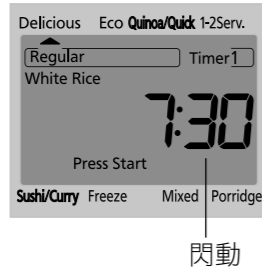 Delicious Eco Quinoa/Quick 1-2Serv.
Regular Timer1
White Rice
7:30
Press Start
Sushi/Curry Freeze Mixed Porridge
閃動